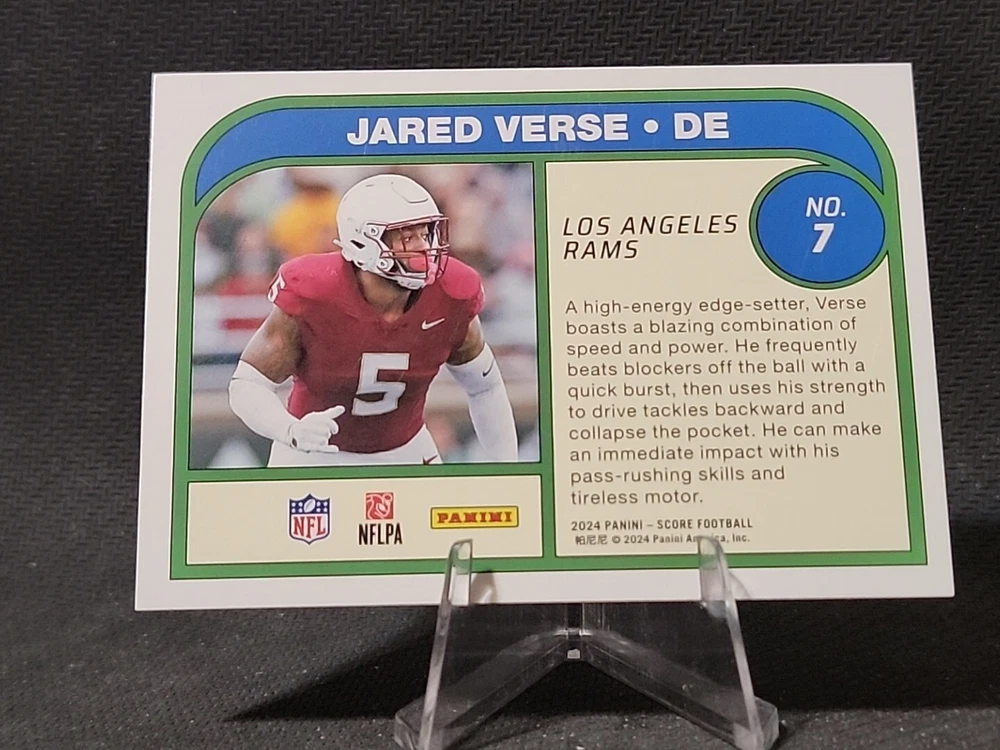 JARED VERSE • DE
NO.
7
LOS ANGELES
RAMS
A high-energy edge-setter, Verse
boasts a blazing combination of
speed and power. He frequently
beats blockers off the ball with a
quick burst, then uses his strength
to drive tackles backward and
collapse the pocket. He can make
an immediate impact with his
pass-rushing skills and
tireless motor.
2024 PANINI – SCORE FOOTBALL
帕尼尼 © 2024 Panini America, Inc.
5
5
NFL
NFLPA
PANINI